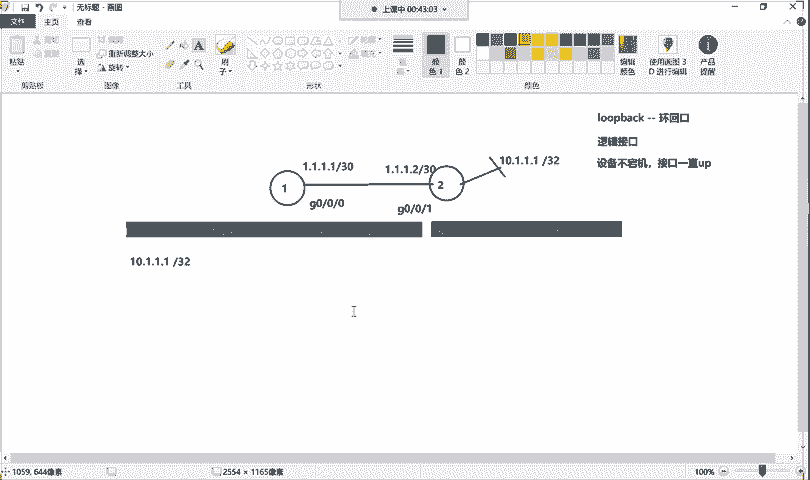 上课中 00:43:03
无标题 - 画图
文件 主页 查看
粘贴
剪切
复制
选择
裁剪
重新调整大小
旋转
刷子
轮廓
填充
粗细
颜色 1
颜色 2
编辑颜色
使用画图 3D 进行编辑
产品提醒
剪贴板 图像 工具 形状 颜色
loopback -- 环回口
逻辑接口
设备不宕机，接口一直up
1.1.1.1/30
1.1.1.2/30
10.1.1.1 /32
1
2
g0/0/0
g0/0/1
10.1.1.1 /32
1059, 644像素
2554 × 1165像素
100%